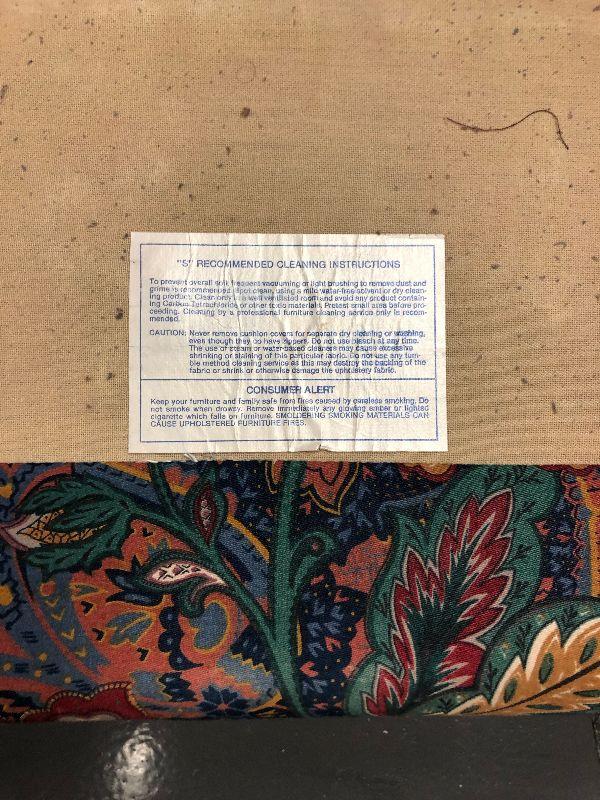 "S" RECOMMENDED CLEANING INSTRUCTIONS
To prevent overall soil, frequent vacuuming or light brushing to remove dust and
grime is recommended. Spot clean, using a mild water-free solvent or dry clean-
ing product. Clean only in a well ventilated room and avoid any product contain-
ing Carbon Tetrachloride or other toxic materials. Pretest small area before pro-
ceeding. Cleaning by a professional furniture cleaning service only is recom-
mended.
CAUTION: Never remove cushion covers for separate dry cleaning or washing,
even though they do have zippers. Do not use bleach at any time.
The use of steam or water-based cleaners may cause excessive
shrinking or staining of this particular fabric. Do not use any tum-
ble method cleaning service as this may destroy the backing of the
fabric or shrink or otherwise damage the upholstery fabric.
CONSUMER ALERT
Keep your furniture and family safe from fires caused by careless smoking. Do
not smoke when drowsy. Remove immediately any glowing amber or lighted
cigarette which falls on furniture. SMOLDERING SMOKING MATERIALS CAN
CAUSE UPHOLSTERED FURNITURE FIRES.